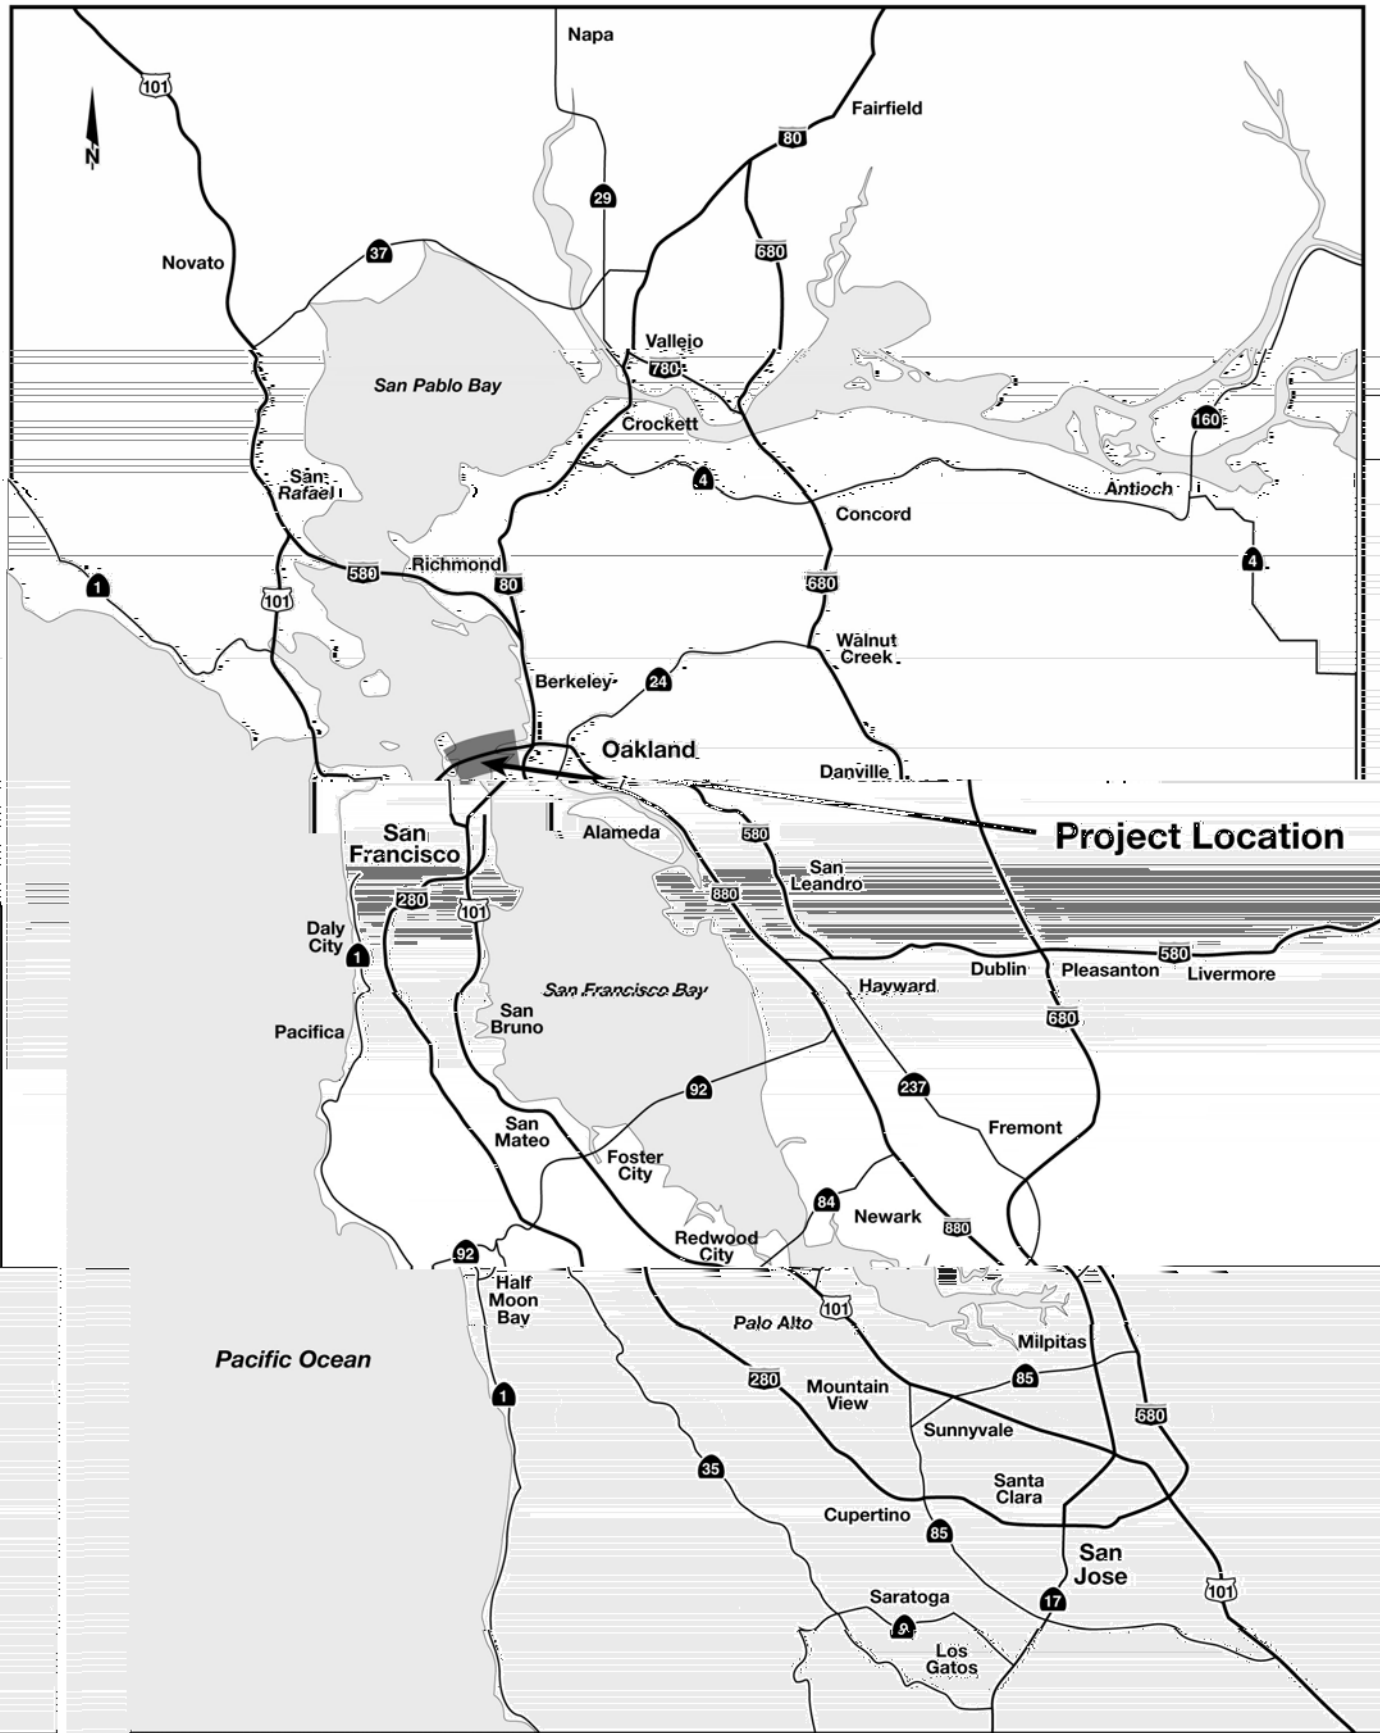 Napa
101
Fairfield
80
N
29
37
680
Novato
Vallejo
780
San Pablo Bay
160
Crockett
San
Rafael
4
Antioch
Concord
Richmond
4
580
80
680
1
101
Walnut
Creek
Berkeley
24
Oakland
Danville
San
Francisco
Alameda
580
Project Location
San
Leandro
280
880
101
Daly
City
1
580
Dublin
Pleasanton
Livermore
Hayward
San Francisco Bay
San
Bruno
680
Pacifica
92
237
San
Mateo
Fremont
Foster
City
84
Newark
880
Redwood
City
92
Half
Moon
Bay
101
Palo Alto
Milpitas
Pacific Ocean
280
85
Mountain
View
1
680
Sunnyvale
35
Santa
Clara
Cupertino
85
San
Jose
101
Saratoga
17
9
Los
Gatos